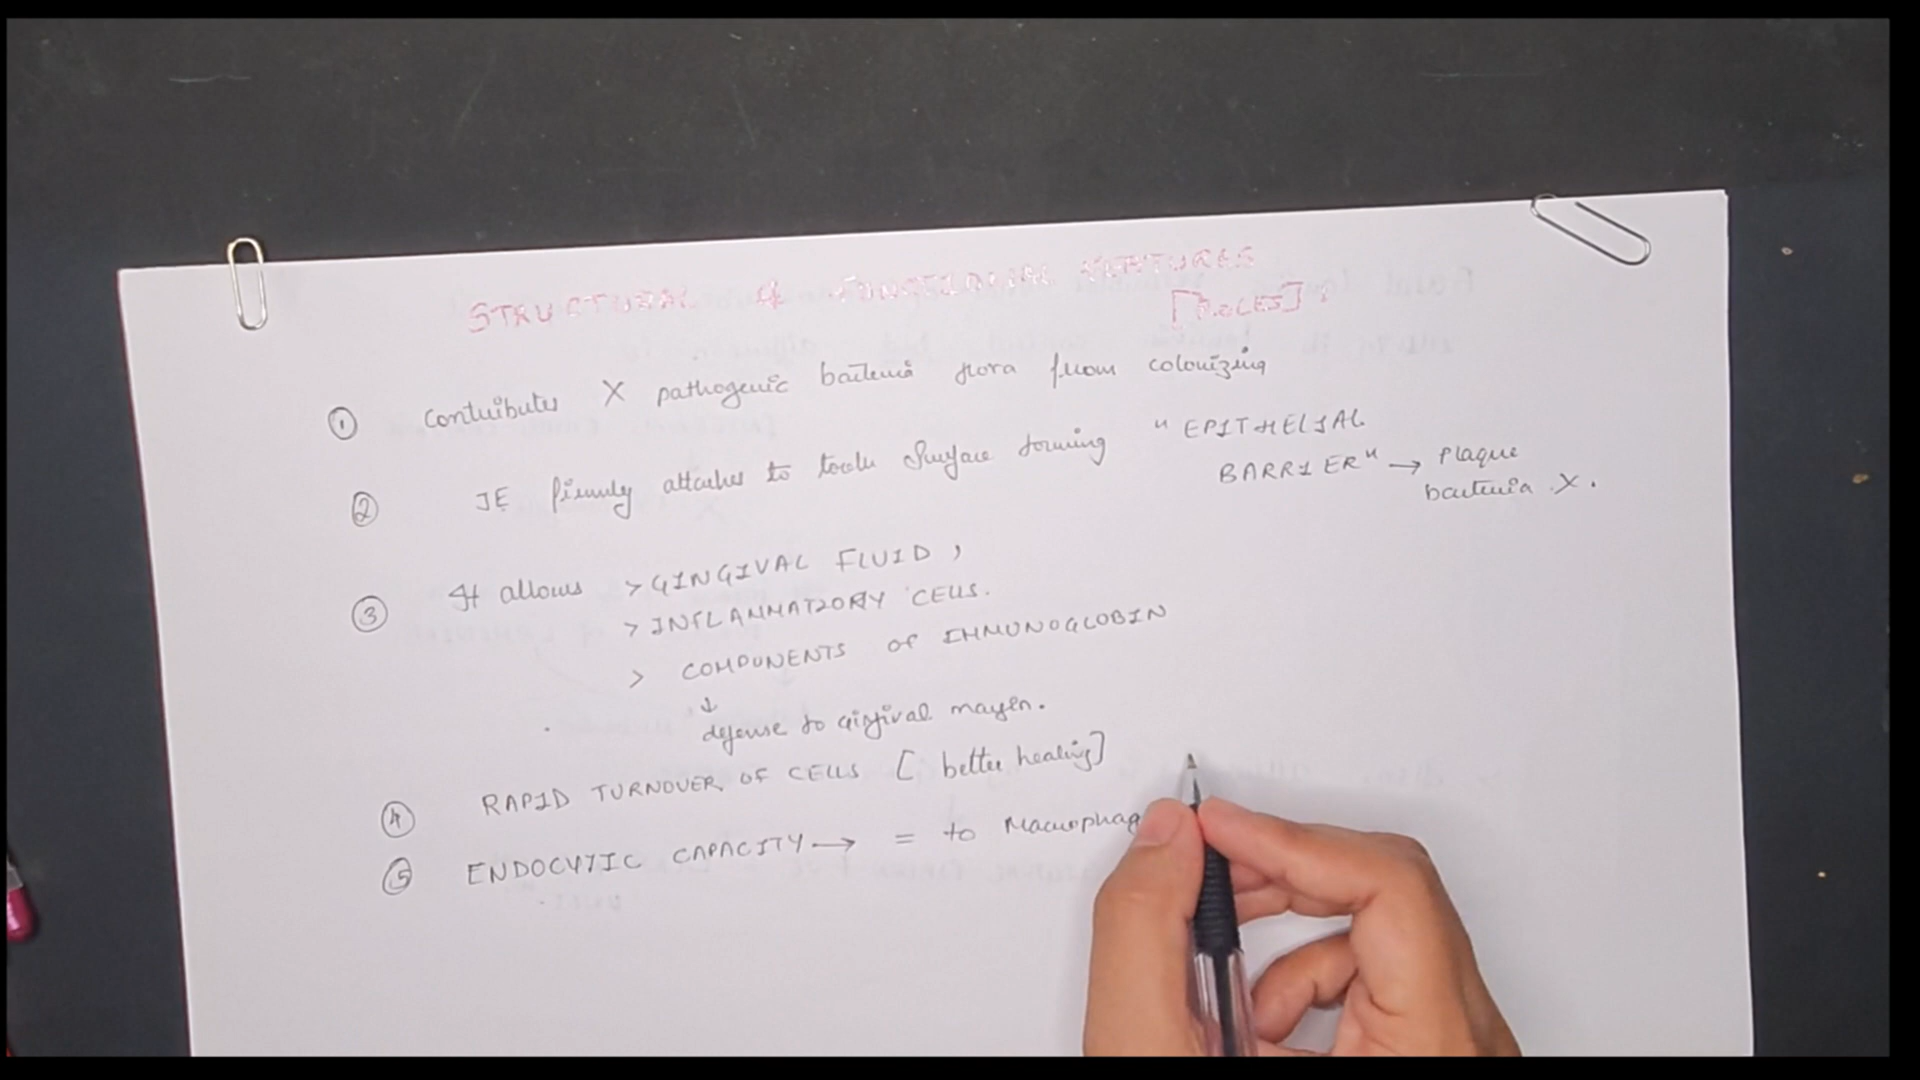 STRUCTURAL & FUNCTIONAL FEATURES
[ROLES] :
① Contributes X pathogenic bacteria flora from colonizing
② JE firmly attaches to tooth surface forming " EPITHELIAL
BARRIER" → Plaque
bacteria X.
③ It allows > GINGIVAL FLUID ,
> INFLAMMATORY CELLS.
> COMPONENTS OF IMMUNOGLOBIN
↓
defense to gingival margin.
④ RAPID TURNOVER OF CELLS [ better healing]
⑤ ENDOCYTIC CAPACITY → = to Macrophag